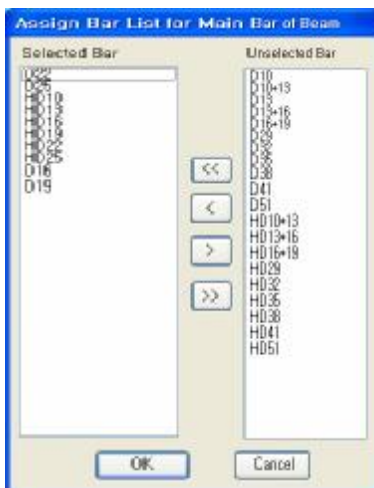 Assign Bar List for Main Bar of Beam
Selected Bar
D22
D25
HD10
HD13
HD16
HD19
HD22
HD25
D16
D19
Unselected Bar
D10
D10+13
D13
D13+16
D16+19
D29
D32
D35
D38
D41
D51
HD10+13
HD13+16
HD16+19
HD29
HD32
HD35
HD38
HD41
HD51
<<
<
>
>>
OK
Cancel